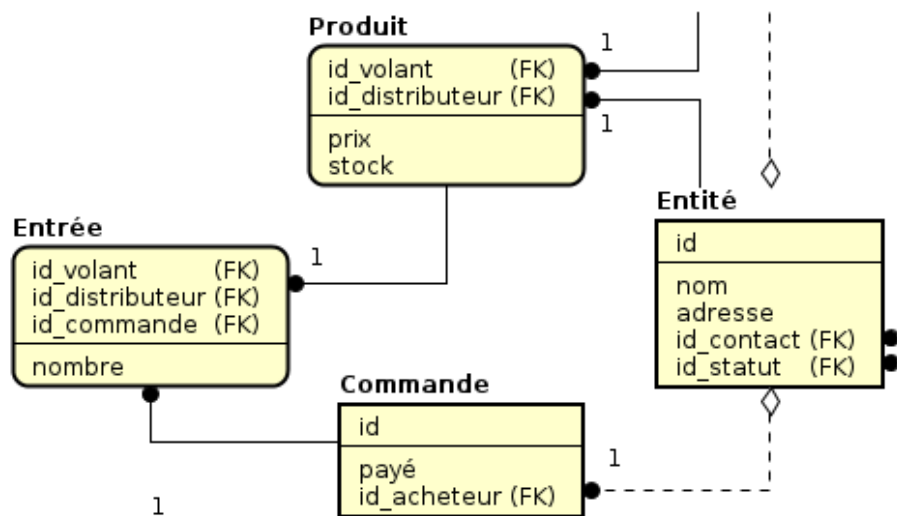 Produit
id_volant (FK)
id_distributeur (FK)
prix
stock
1
1
Entité
id
nom
adresse
id_contact (FK)
id_statut (FK)
Entrée
id_volant (FK)
id_distributeur (FK)
id_commande (FK)
nombre
1
Commande
id
payé
id_acheteur (FK)
1
1